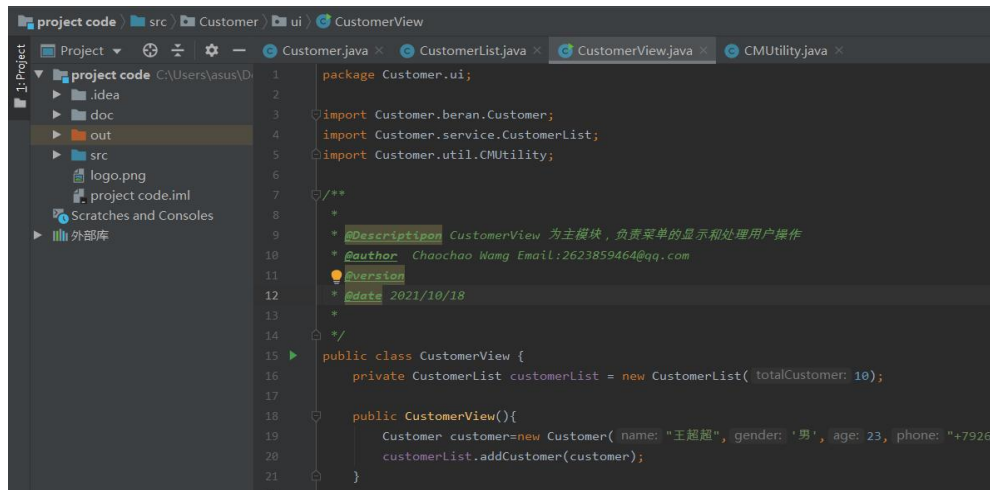 project code 〉 src 〉 Customer 〉 ui 〉 CustomerView
1: Project
Project
Customer.java × CustomerList.java × CustomerView.java × CMUtility.java ×
project code C:\Users\asus\D
.idea
doc
out
src
logo.png
project code.iml
Scratches and Consoles
外部库
1 package Customer.ui;
2
3 import Customer.beran.Customer;
4 import Customer.service.CustomerList;
5 import Customer.util.CMUtility;
6
7 /**
8 *
9 * @Descriptipon CustomerView 为主模块，负责菜单的显示和处理用户操作
10 * @author Chaochao Wamg Email:2623859464@qq.com
11 @version
12 * @date 2021/10/18
13 *
14 */
15 public class CustomerView {
16 private CustomerList customerList = new CustomerList( totalCustomer: 10);
17
18 public CustomerView(){
19 Customer customer=new Customer( name: "王超超", gender: '男', age: 23, phone: "+7926
20 customerList.addCustomer(customer);
21 }